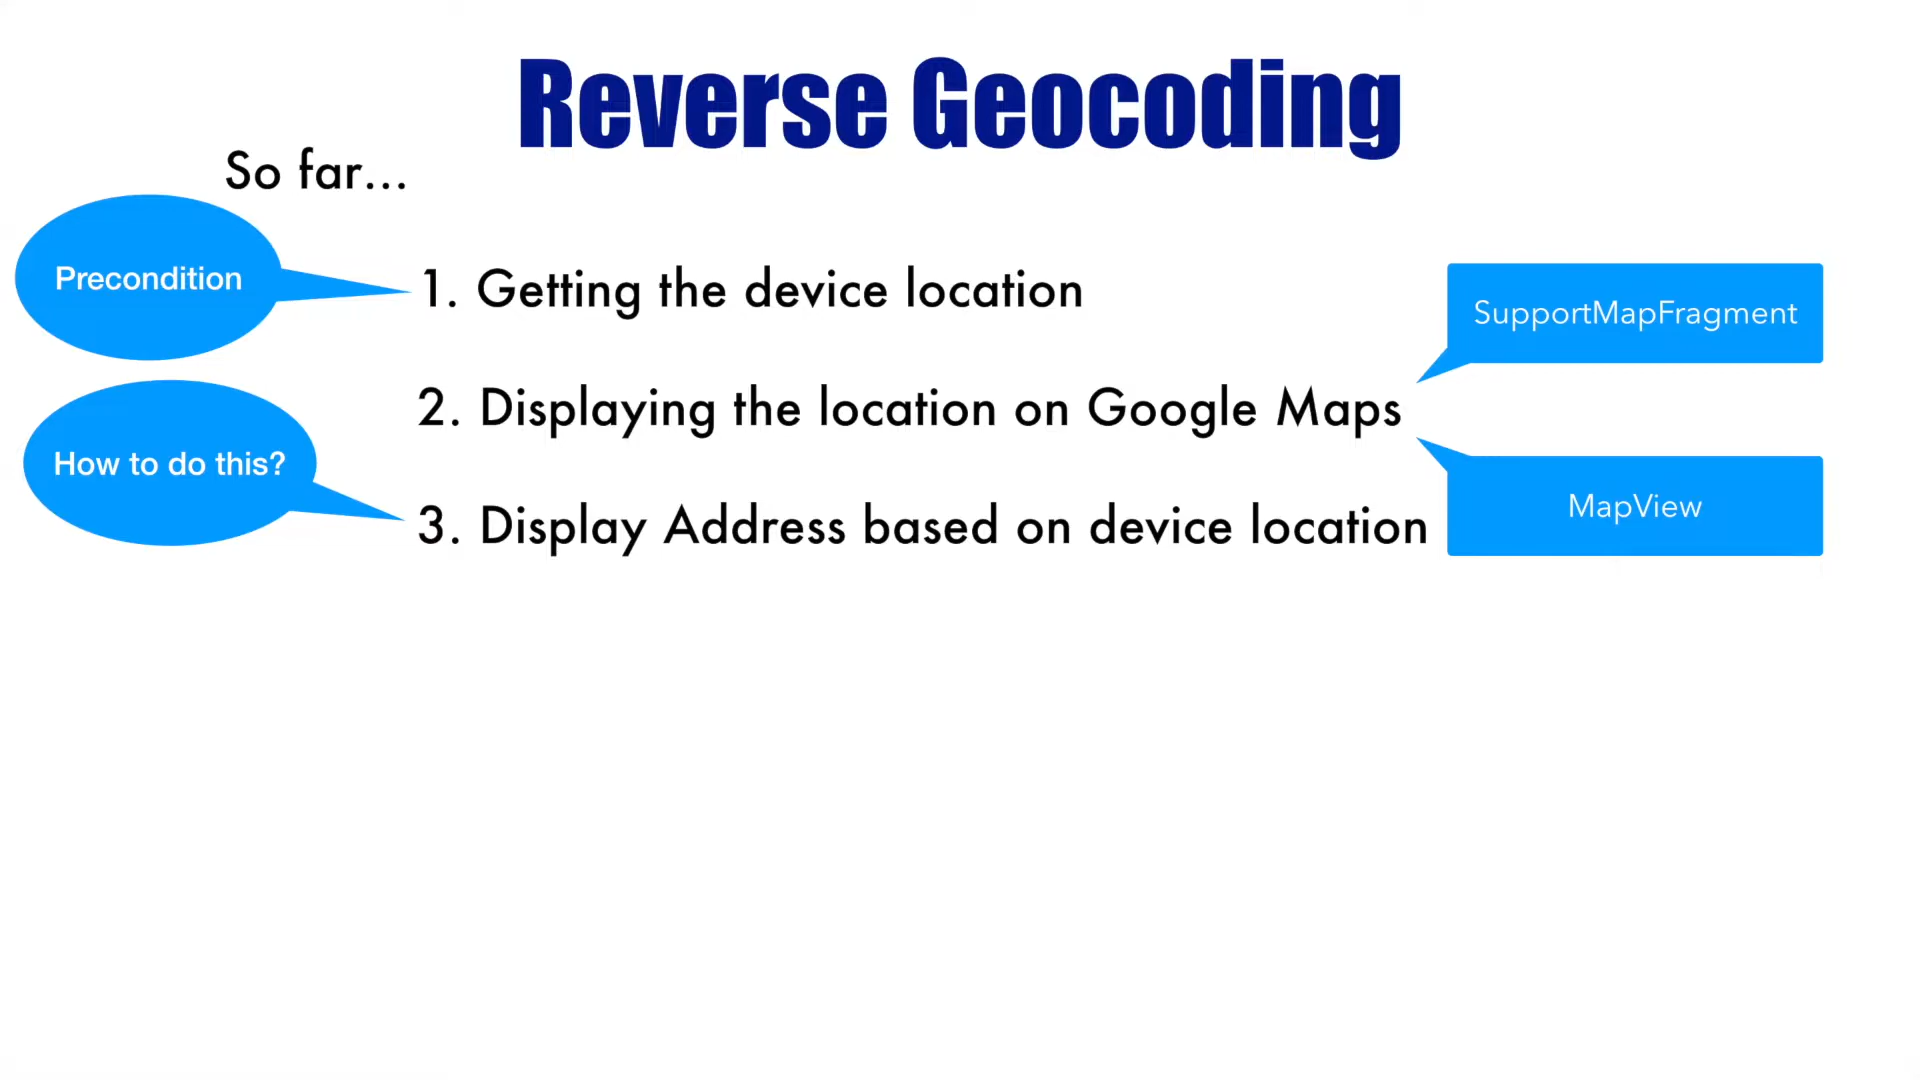 Reverse Geocoding
So far...
Precondition
1. Getting the device location
SupportMapFragment
2. Displaying the location on Google Maps
How to do this?
MapView
3. Display Address based on device location